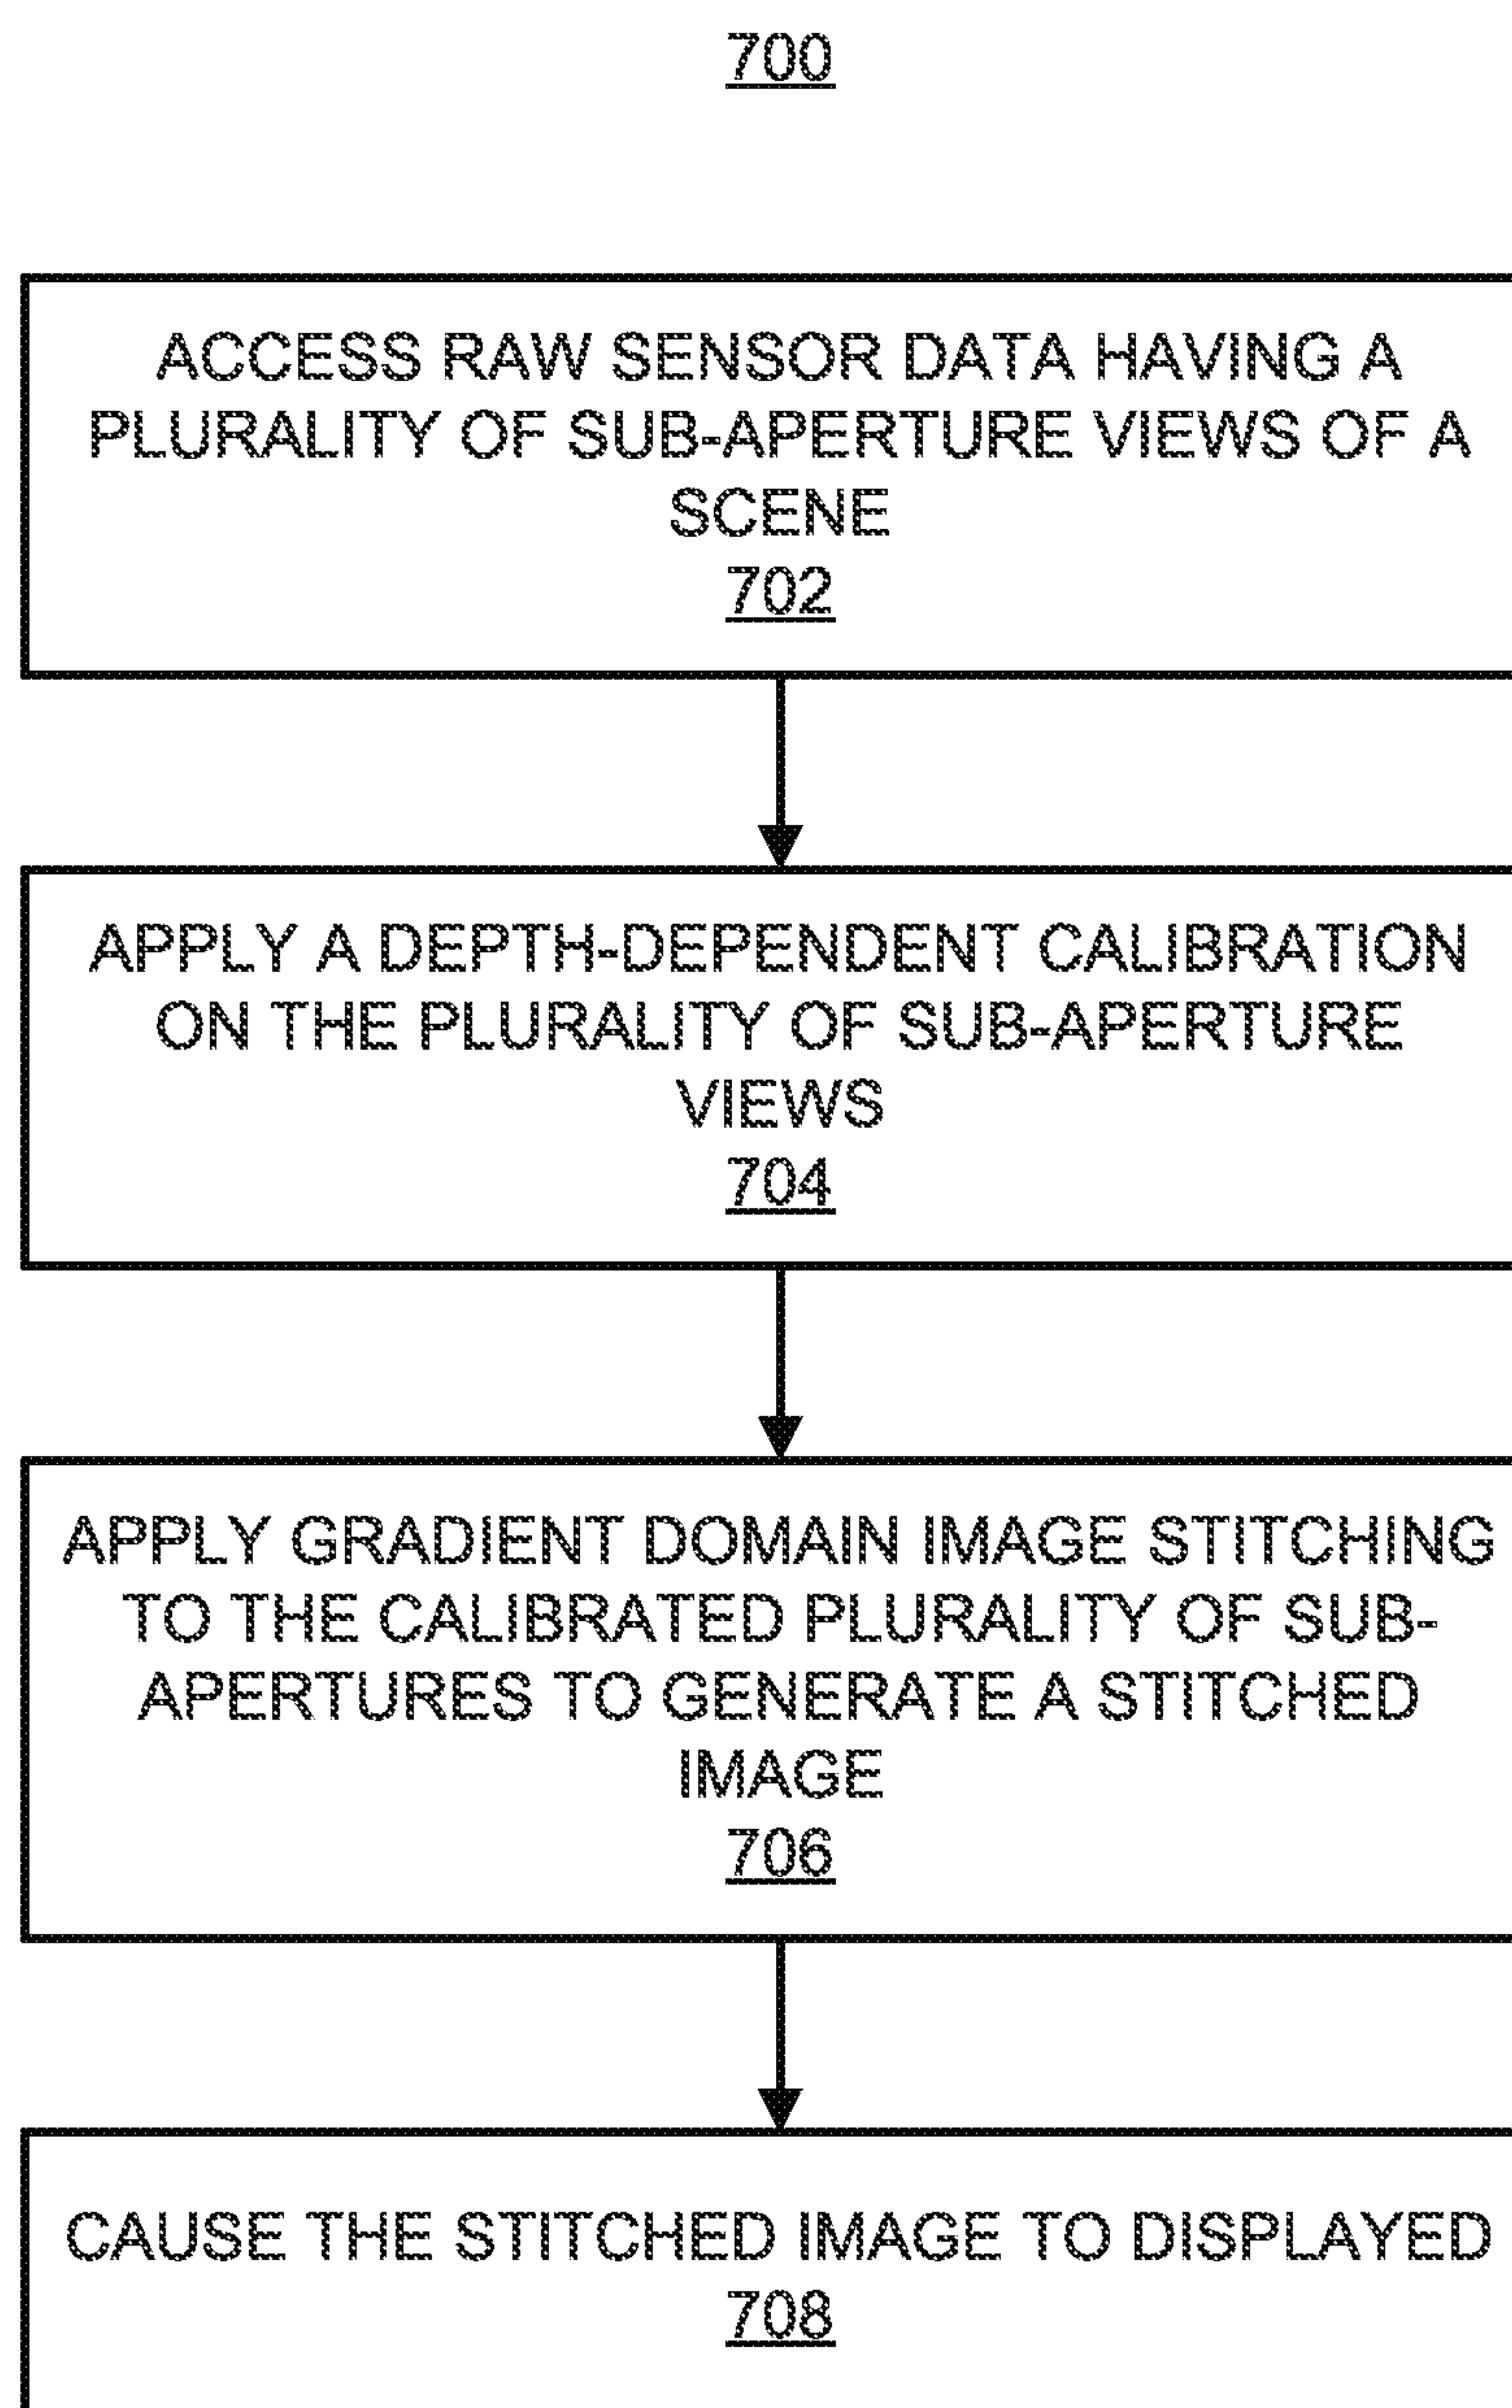 700
ACCESS RAW SENSOR DATA HAVING A
PLURALITY OF SUB-APERTURE VIEWS OF A
SCENE
702
APPLY A DEPTH-DEPENDENT CALIBRATION
ON THE PLURALITY OF SUB-APERTURE
VIEWS
704
APPLY GRADIENT DOMAIN IMAGE STITCHING
TO THE CALIBRATED PLURALITY OF SUB-
APERTURES TO GENERATE A STITCHED
IMAGE
706
CAUSE THE STITCHED IMAGE TO DISPLAYED
708